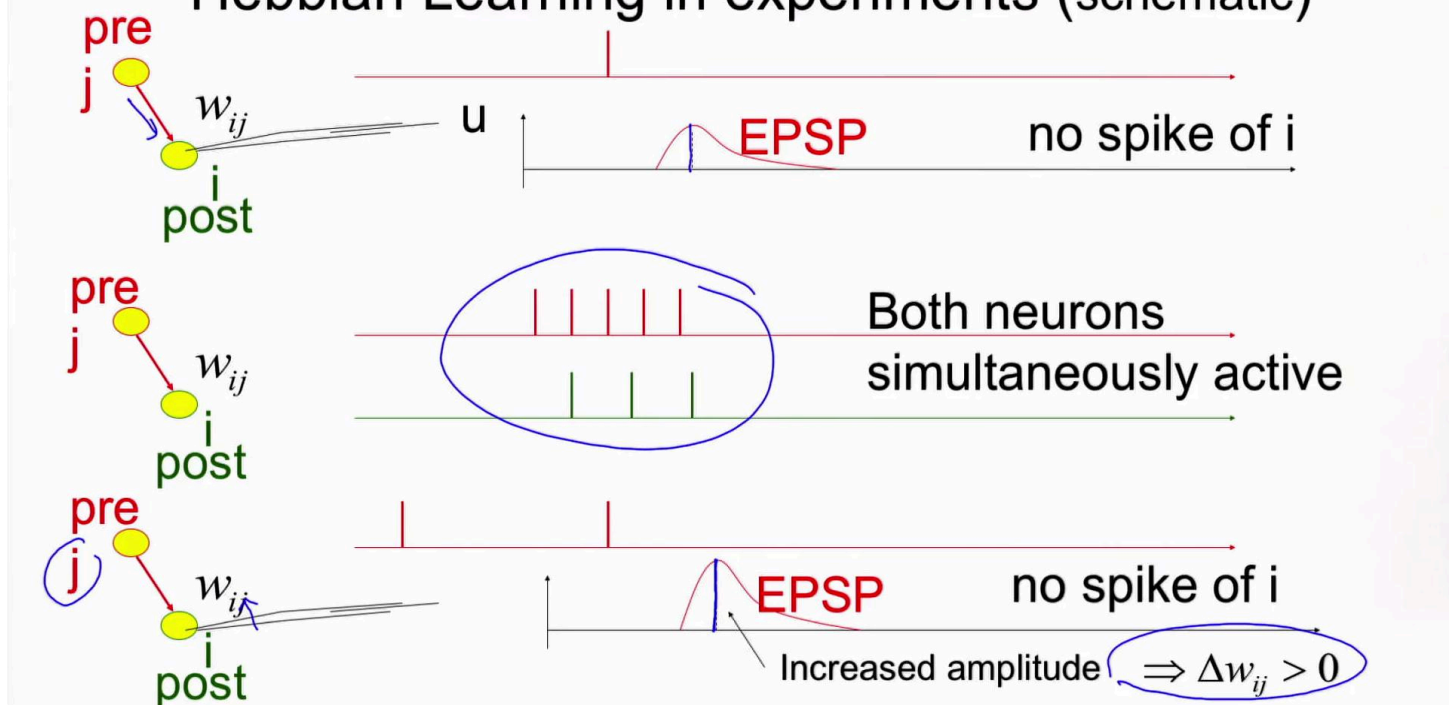 Hebbian Learning in experiments (schematic)
pre
j
w_ij
i
post
u
EPSP
no spike of i
pre
j
w_ij
i
post
Both neurons
simultaneously active
pre
j
w_ij
i
post
EPSP
no spike of i
Increased amplitude ⇒ Δw_ij > 0